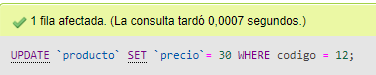 1 fila afectada. (La consulta tardó 0,0007 segundos.)
UPDATE `producto` SET `precio`= 30 WHERE codigo = 12;